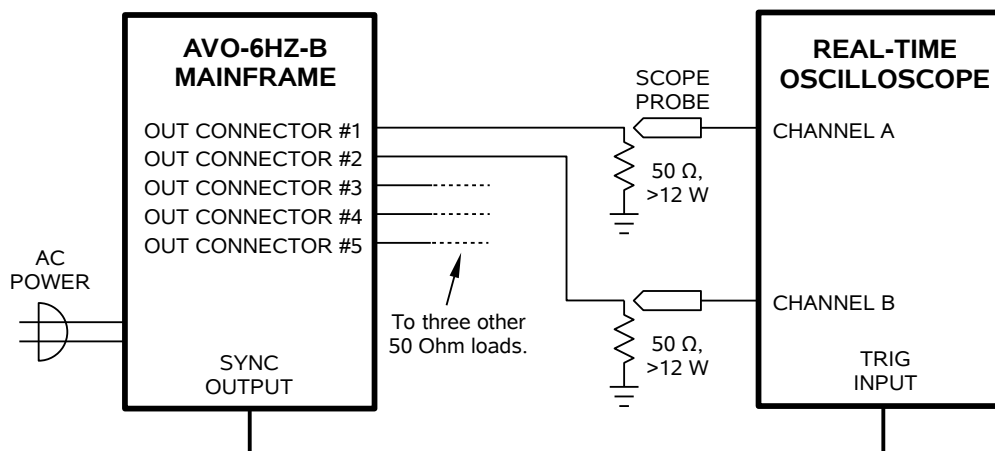 AVO-6HZ-B
MAINFRAME
OUT CONNECTOR #1
OUT CONNECTOR #2
OUT CONNECTOR #3
OUT CONNECTOR #4
OUT CONNECTOR #5
AC
POWER
SYNC
OUTPUT
To three other
50 Ohm loads.
SCOPE
PROBE
50 Ω,
>12 W
50 Ω,
>12 W
REAL-TIME
OSCILLOSCOPE
CHANNEL A
CHANNEL B
TRIG
INPUT